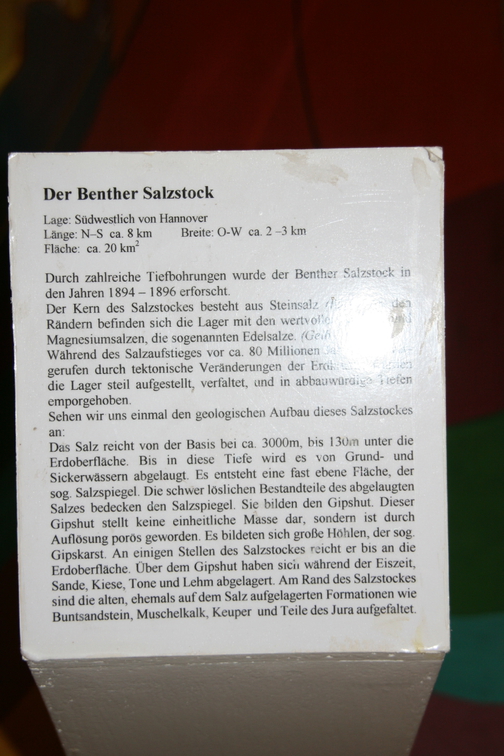 Der Benther Salzstock
Lage: Südwestlich von Hannover
Länge: N–S ca. 8 km Breite: O-W ca. 2 –3 km
Fläche: ca. 20 km²
Durch zahlreiche Tiefbohrungen wurde der Benther Salzstock in
den Jahren 1894 – 1896 erforscht.
Der Kern des Salzstockes besteht aus Steinsalz den
Rändern befinden sich die Lager mit den
Magnesiumsalzen, die sogenannten Edelsalze.
Während des Salzaufstieges vor ca. 80 Millionen
gerufen durch tektonische Veränderungen der
die Lager steil aufgestellt, verfaltet, und in abbauwürdige Tiefen
emporgehoben.
Sehen wir uns einmal den geologischen Aufbau dieses Salzstockes
an:
Das Salz reicht von der Basis bei ca. 3000m, bis 130m unter die
Erdoberfläche. Bis in diese Tiefe wird es von Grund- und
Sickerwässern abgelaugt. Es entsteht eine fast ebene Fläche, der
sog. Salzspiegel. Die schwer löslichen Bestandteile des abgelaugten
Salzes bedecken den Salzspiegel. Sie bilden den Gipshut. Dieser
Gipshut stellt keine einheitliche Masse dar, sondern ist durch
Auflösung porös geworden. Es bildeten sich große Höhlen, der sog.
Gipskarst. An einigen Stellen des Salzstockes reicht er bis an die
Erdoberfläche. Über dem Gipshut haben sich während der Eiszeit,
Sande, Kiese, Tone und Lehm abgelagert. Am Rand des Salzstockes
sind die alten, ehemals auf dem Salz aufgelagerten Formationen wie
Buntsandstein, Muschelkalk, Keuper und Teile des Jura aufgefaltet.